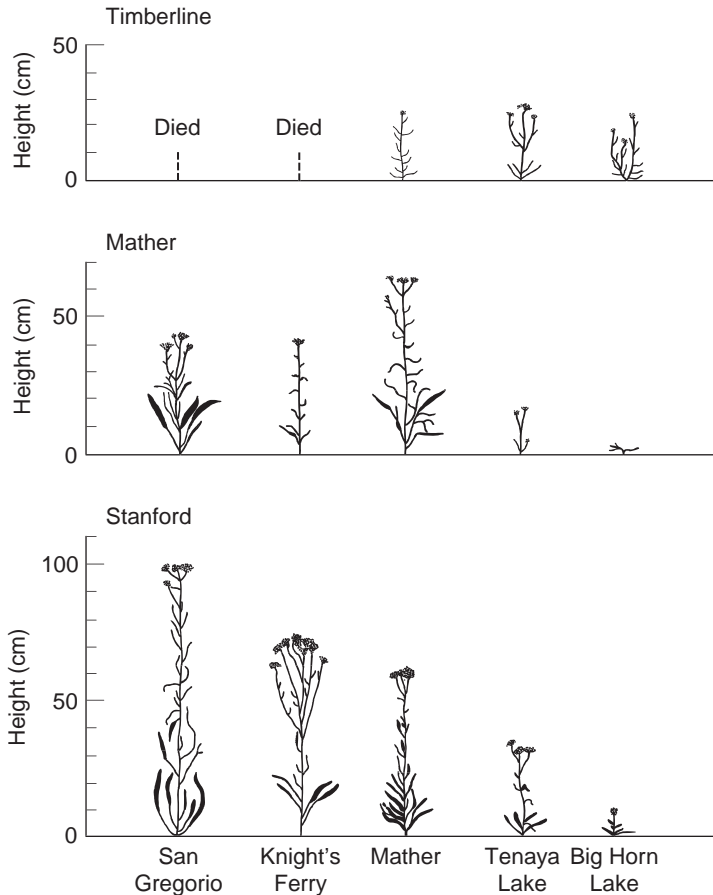 Timberline
Height (cm)
50
0
Died
Died
Mather
Height (cm)
50
0
Stanford
Height (cm)
100
50
0
San
Gregorio
Knight's
Ferry
Mather
Tenaya
Lake
Big Horn
Lake